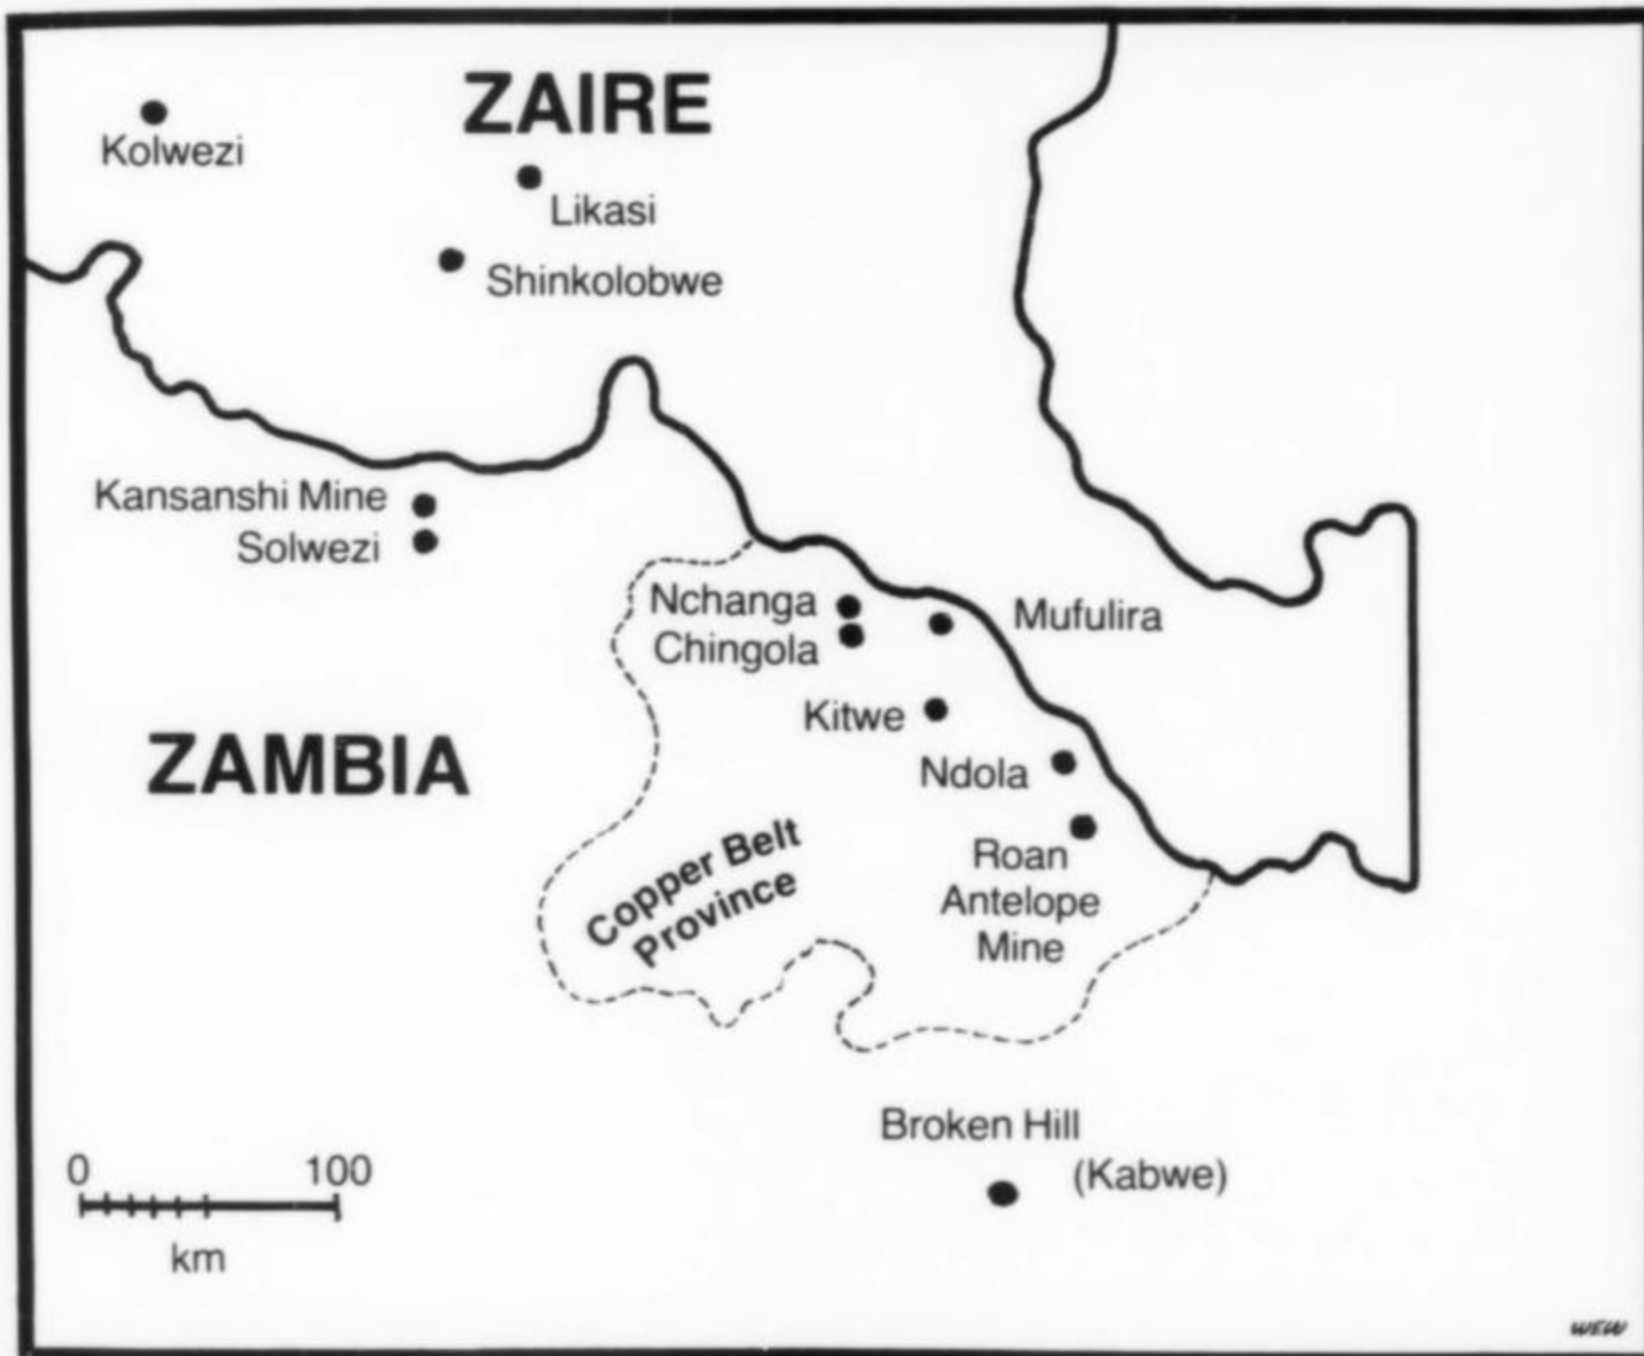 ZAIRE
Kolwezi
Likasi
Shinkolobwe
Kansanshi Mine
Solwezi
Nchanga
Chingola
Mufulira
Kitwe
ZAMBIA
Ndola
Copper Belt
Province
Roan
Antelope
Mine
Broken Hill
(Kabwe)
0 100
km
WEW